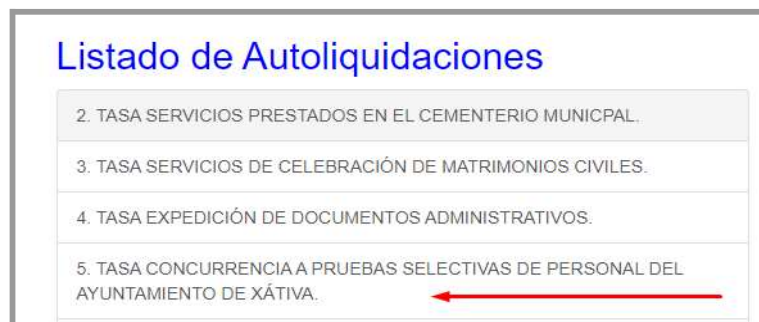 Listado de Autoliquidaciones
2. TASA SERVICIOS PRESTADOS EN EL CEMENTERIO MUNICPAL.
3. TASA SERVICIOS DE CELEBRACIÓN DE MATRIMONIOS CIVILES.
4. TASA EXPEDICIÓN DE DOCUMENTOS ADMINISTRATIVOS.
5. TASA CONCURRENCIA A PRUEBAS SELECTIVAS DE PERSONAL DEL
AYUNTAMIENTO DE XÁTIVA.